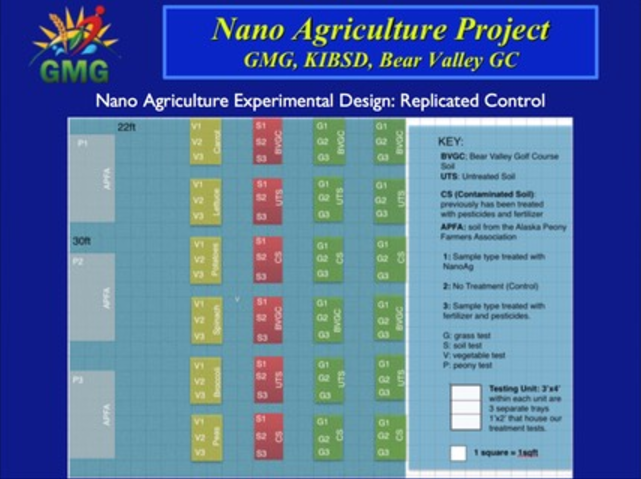 GMG
Nano Agriculture Project
GMG, KIBSD, Bear Valley GC
Nano Agriculture Experimental Design: Replicated Control
22ft
30ft
P1
APFA
P2
APFA
P3
APFA
V1
V2
V3
Carrot
S1
S2
S3
BVGC
G1
G2
G3
BVGC
G1
G2
G3
BVGC
V1
V2
V3
Lettuce
S1
S2
S3
UTS
G1
G2
G3
UTS
G1
G2
G3
UTS
V1
V2
V3
Potatoes
S1
S2
S3
CS
G1
G2
G3
CS
G1
G2
G3
CS
V
V1
V2
V3
Spinach
S1
S2
S3
BVGC
G1
G2
G3
BVGC
G1
G2
G3
BVGC
V1
V2
V3
Broccoli
S1
S2
S3
UTS
G1
G2
G3
UTS
G1
G2
G3
UTS
V1
V2
V3
Peas
S1
S2
S3
CS
G1
G2
G3
CS
G1
G2
G3
CS
KEY:
BVGC; Bear Valley Golf Course
Soil
UTS: Untreated Soil
CS (Contaminated Soil):
previously has been treated
with pesticides and fertilizer
APFA: soil from the Alaska Peony
Farmers Association
1: Sample type treated with
NanoAg
2: No Treatment (Control)
3: Sample type treated with
fertilizer and pesticides.
G: grass test
S: soil test
V: vegetable test
P: peony test
Testing Unit: 3'x4'
within each unit are
3 separate trays
1'x2' that house our
treatment tests.
1 square = 1sqft